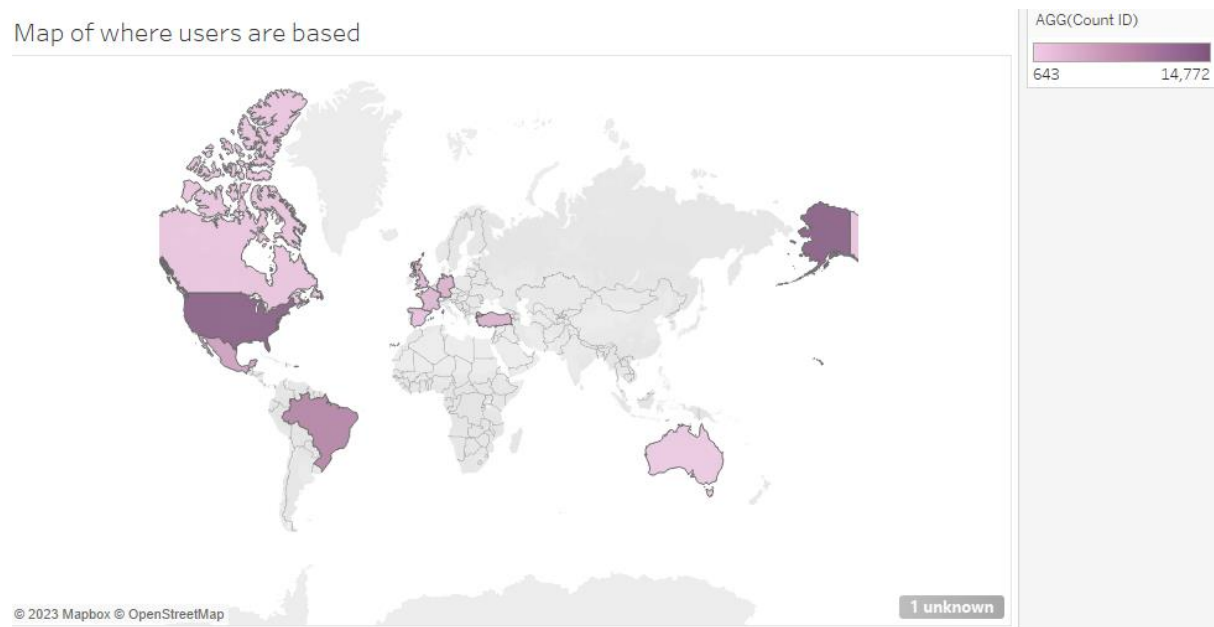 Map of where users are based
AGG(Count ID)
643 14,772
© 2023 Mapbox © OpenStreetMap
1 unknown